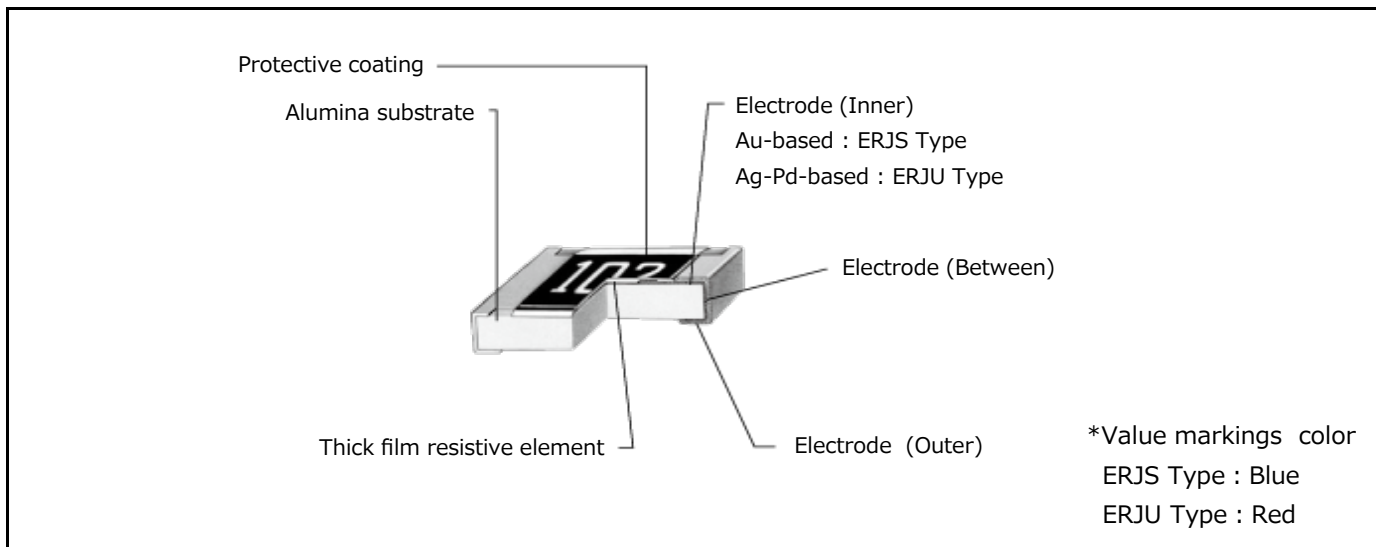 Protective coating
Alumina substrate
Electrode (Inner)
Au-based : ERJS Type
Ag-Pd-based : ERJU Type
Electrode (Between)
103
Thick film resistive element
Electrode (Outer)
*Value markings color
ERJS Type : Blue
ERJU Type : Red